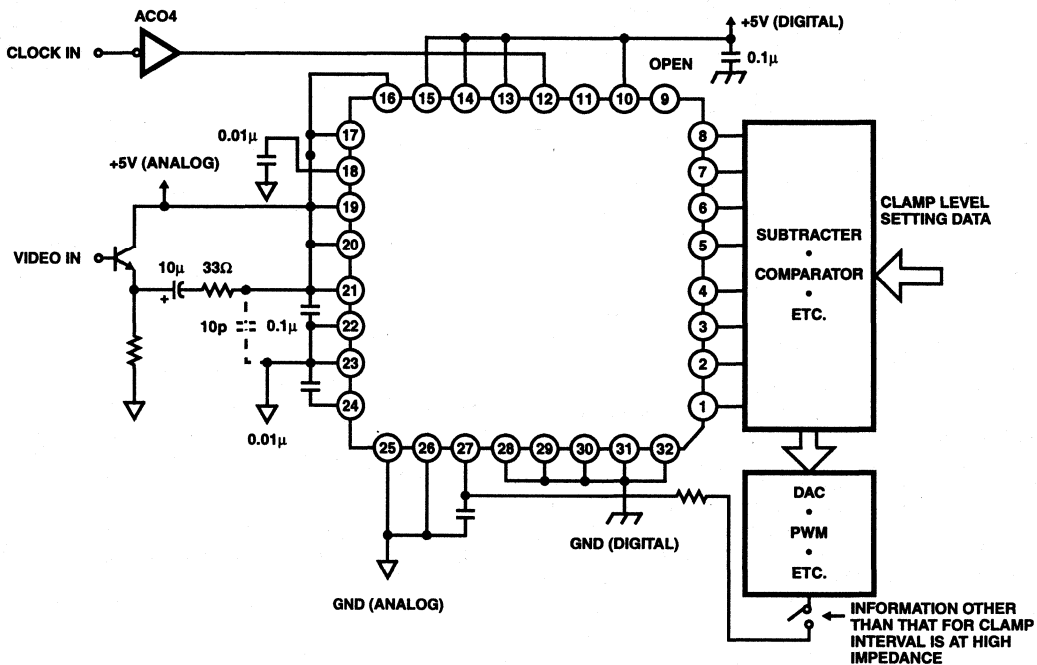 ACO4
CLOCK IN
+5V (DIGITAL)
0.1µ
OPEN
16 15 14 13 12 11 10 9
17
18
19
20
21
22
23
24
0.01µ
+5V (ANALOG)
VIDEO IN
10µ
+
33Ω
10p
0.1µ
0.01µ
8
7
6
5
4
3
2
1
SUBTRACTER
•
COMPARATOR
•
ETC.
CLAMP LEVEL
SETTING DATA
25 26 27 28 29 30 31 32
GND (ANALOG)
GND (DIGITAL)
DAC
•
PWM
•
ETC.
INFORMATION OTHER
THAN THAT FOR CLAMP
INTERVAL IS AT HIGH
IMPEDANCE